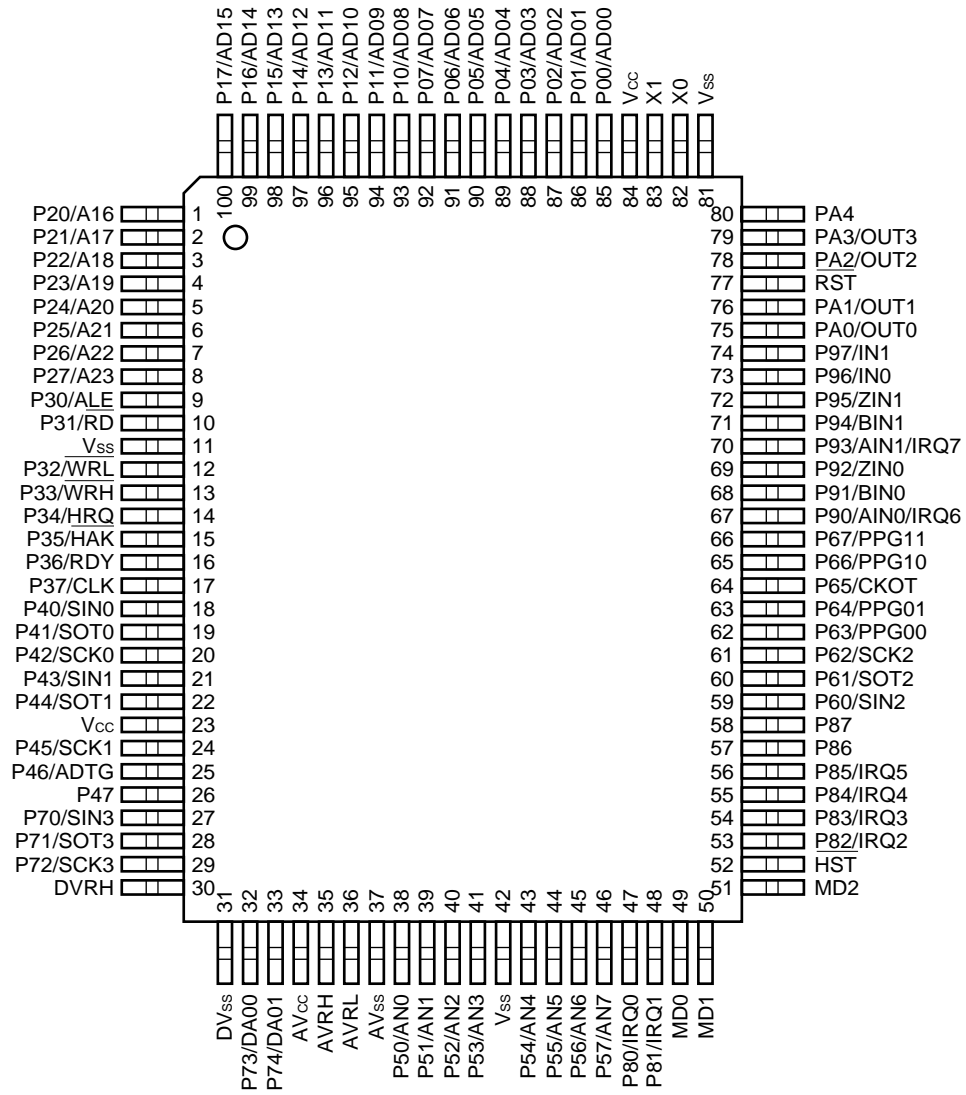 P17/AD15
P16/AD14
P15/AD13
P14/AD12
P13/AD11
P12/AD10
P11/AD09
P10/AD08
P07/AD07
P06/AD06
P05/AD05
P04/AD04
P03/AD03
P02/AD02
P01/AD01
P00/AD00
Vcc
X1
X0
Vss
100
99
98
97
96
95
94
93
92
91
90
89
88
87
86
85
84
83
82
81
P20/A16 1
P21/A17 2
P22/A18 3
P23/A19 4
P24/A20 5
P25/A21 6
P26/A22 7
P27/A23 8
P30/ALE 9
P31/RD 10
Vss 11
P32/WRL 12
P33/WRH 13
P34/HRQ 14
P35/HAK 15
P36/RDY 16
P37/CLK 17
P40/SIN0 18
P41/SOT0 19
P42/SCK0 20
P43/SIN1 21
P44/SOT1 22
Vcc 23
P45/SCK1 24
P46/ADTG 25
P47 26
P70/SIN3 27
P71/SOT3 28
P72/SCK3 29
DVRH 30
80 PA4
79 PA3/OUT3
78 PA2/OUT2
77 RST
76 PA1/OUT1
75 PA0/OUT0
74 P97/IN1
73 P96/IN0
72 P95/ZIN1
71 P94/BIN1
70 P93/AIN1/IRQ7
69 P92/ZIN0
68 P91/BIN0
67 P90/AIN0/IRQ6
66 P67/PPG11
65 P66/PPG10
64 P65/CKOT
63 P64/PPG01
62 P63/PPG00
61 P62/SCK2
60 P61/SOT2
59 P60/SIN2
58 P87
57 P86
56 P85/IRQ5
55 P84/IRQ4
54 P83/IRQ3
53 P82/IRQ2
52 HST
51 MD2
31
32
33
34
35
36
37
38
39
40
41
42
43
44
45
46
47
48
49
50
DVss
P73/DA00
P74/DA01
AVcc
AVRH
AVRL
AVss
P50/AN0
P51/AN1
P52/AN2
P53/AN3
Vss
P54/AN4
P55/AN5
P56/AN6
P57/AN7
P80/IRQ0
P81/IRQ1
MD0
MD1